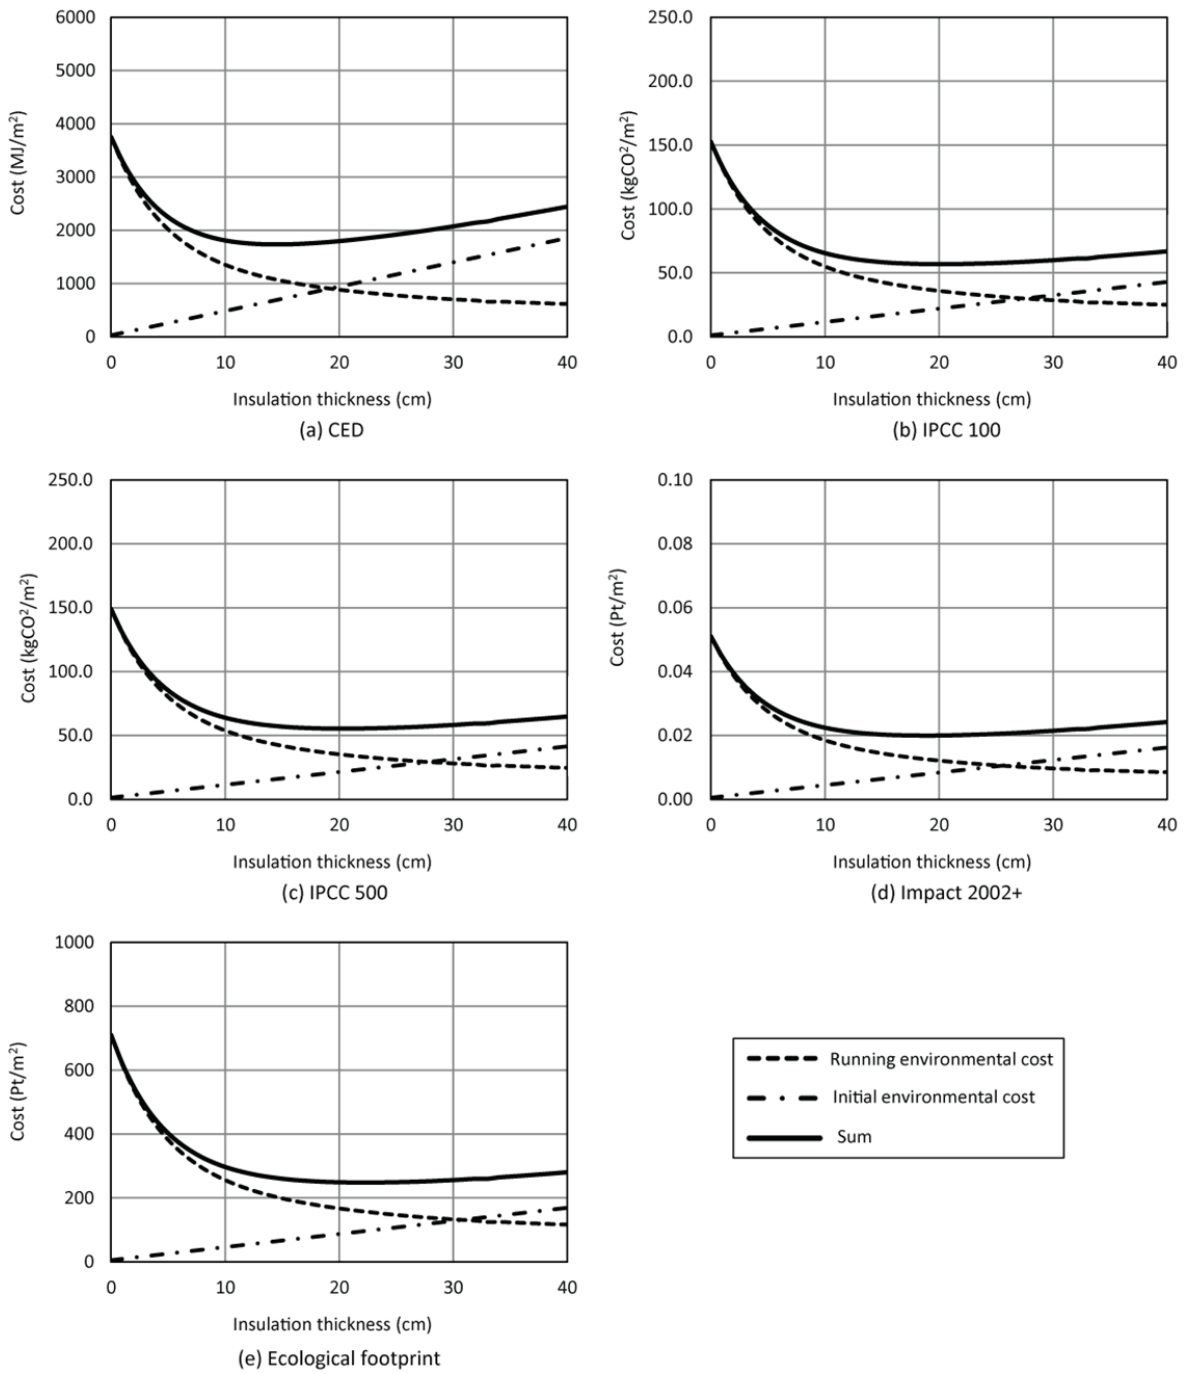 6000
5000
4000
3000
2000
1000
0
Cost (MJ/m²)
0 10 20 30 40
Insulation thickness (cm)
(a) CED
250.0
200.0
150.0
100.0
50.0
0.0
Cost (kgCO²/m²)
0 10 20 30 40
Insulation thickness (cm)
(b) IPCC 100
250.0
200.0
150.0
100.0
50.0
0.0
Cost (kgCO²/m²)
0 10 20 30 40
Insulation thickness (cm)
(c) IPCC 500
0.10
0.08
0.06
0.04
0.02
0.00
Cost (Pt/m²)
0 10 20 30 40
Insulation thickness (cm)
(d) Impact 2002+
1000
800
600
400
200
0
Cost (Pt/m²)
0 10 20 30 40
Insulation thickness (cm)
(e) Ecological footprint
Running environmental cost
Initial environmental cost
Sum